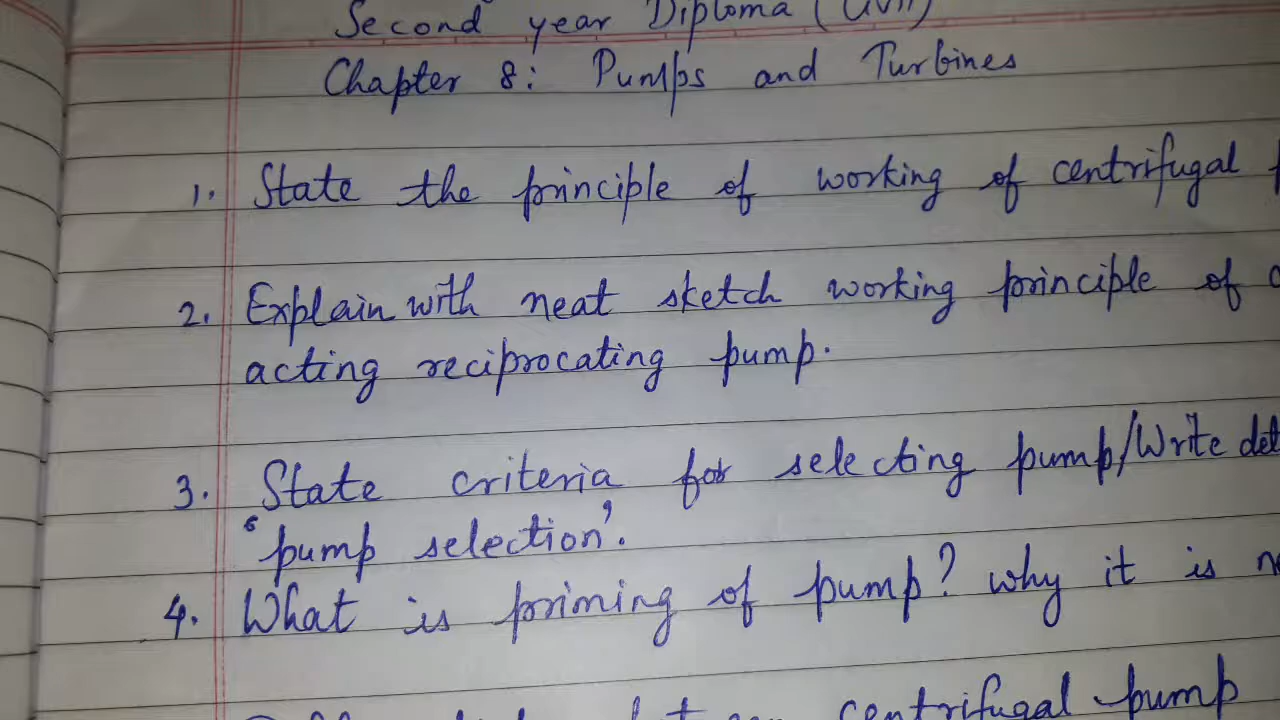 Second year Diploma (Civil)
Chapter 8: Pumps and Turbines
1. State the principle of working of centrifugal
2. Explain with neat sketch working principle of
acting reciprocating pump.
3. State criteria for selecting pump/Write
'pump selection'.
4. What is priming of pump? why it is
centrifugal pump